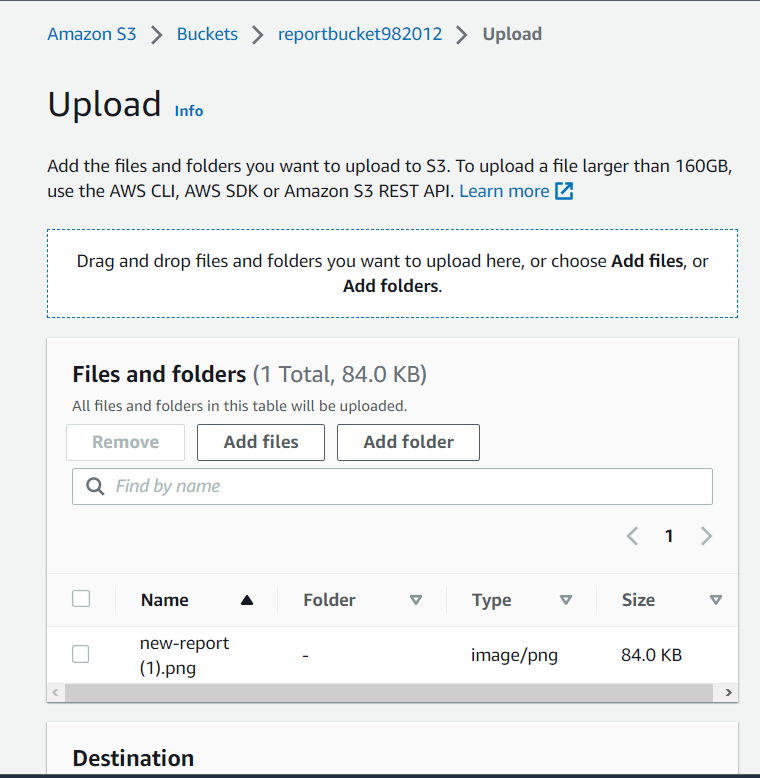 Amazon S3 > Buckets > reportbucket982012 > Upload
Upload Info
Add the files and folders you want to upload to S3. To upload a file larger than 160GB,
use the AWS CLI, AWS SDK or Amazon S3 REST API. Learn more
Drag and drop files and folders you want to upload here, or choose Add files, or
Add folders.
Files and folders (1 Total, 84.0 KB)
All files and folders in this table will be uploaded.
Remove Add files Add folder
Find by name
1
Name Folder Type Size
new-report
(1).png - image/png 84.0 KB
Destination